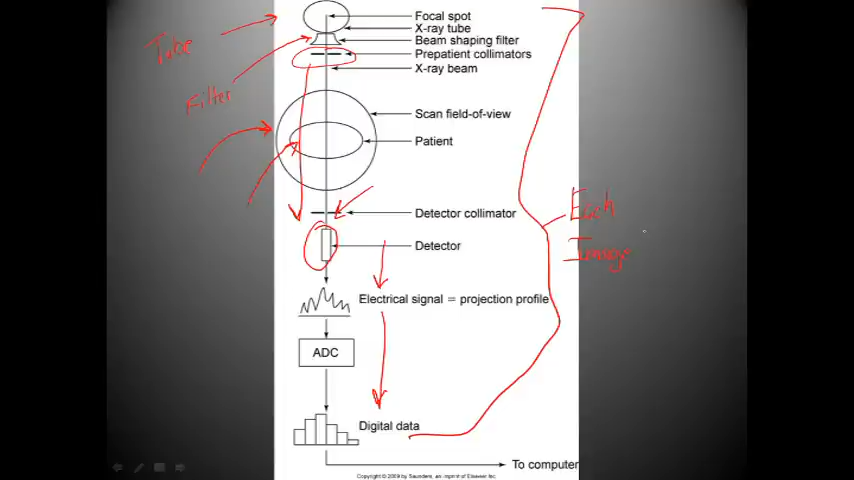 Focal spot
X-ray tube
Beam shaping filter
Prepatient collimators
X-ray beam
Tube
Filter
Scan field-of-view
Patient
Detector collimator
Each
Image
Detector
Electrical signal = projection profile
ADC
Digital data
To computer
Copyright © 2009 by Saunders, an imprint of Elsevier Inc.